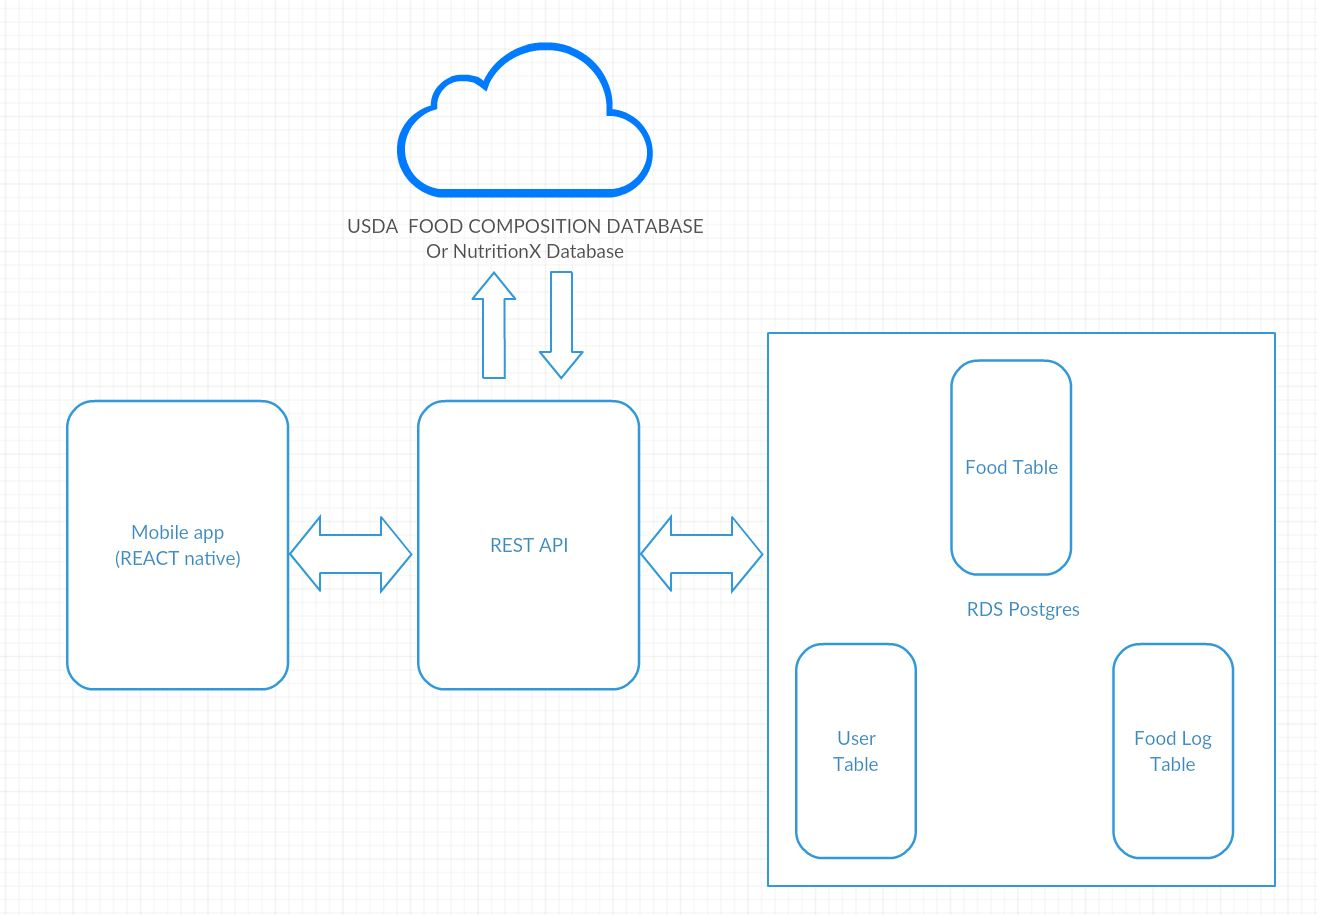 USDA  FOOD COMPOSITION DATABASE
Or NutritionX Database
Mobile app
(REACT native)
REST API
Food Table
RDS Postgres
User
Table
Food Log
Table